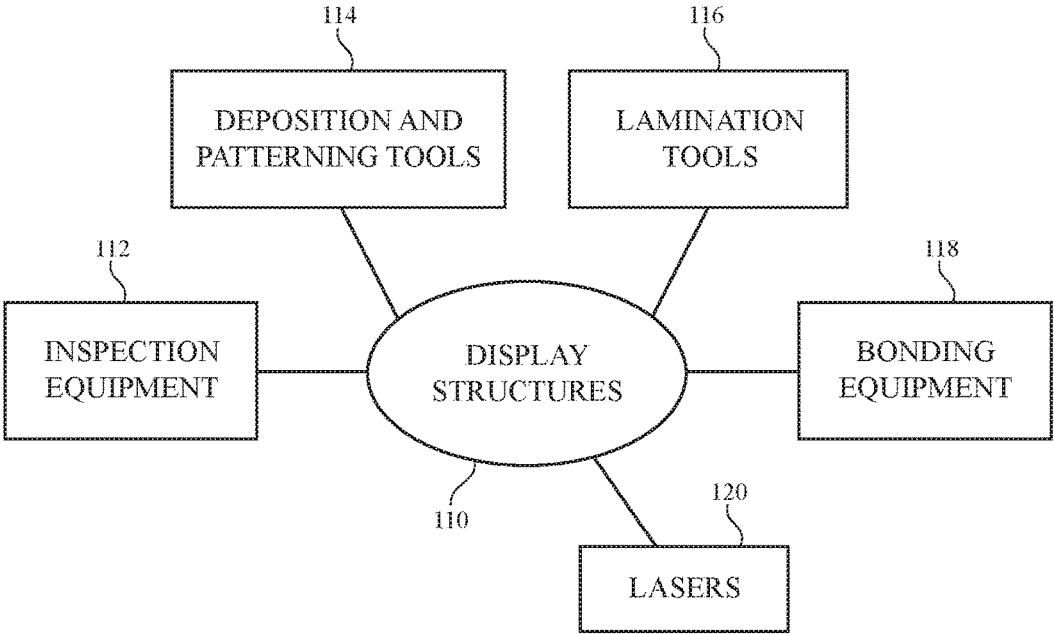 114
116
DEPOSITION AND
PATTERNING TOOLS
LAMINATION
TOOLS
112
118
INSPECTION
EQUIPMENT
DISPLAY
STRUCTURES
BONDING
EQUIPMENT
110
120
LASERS